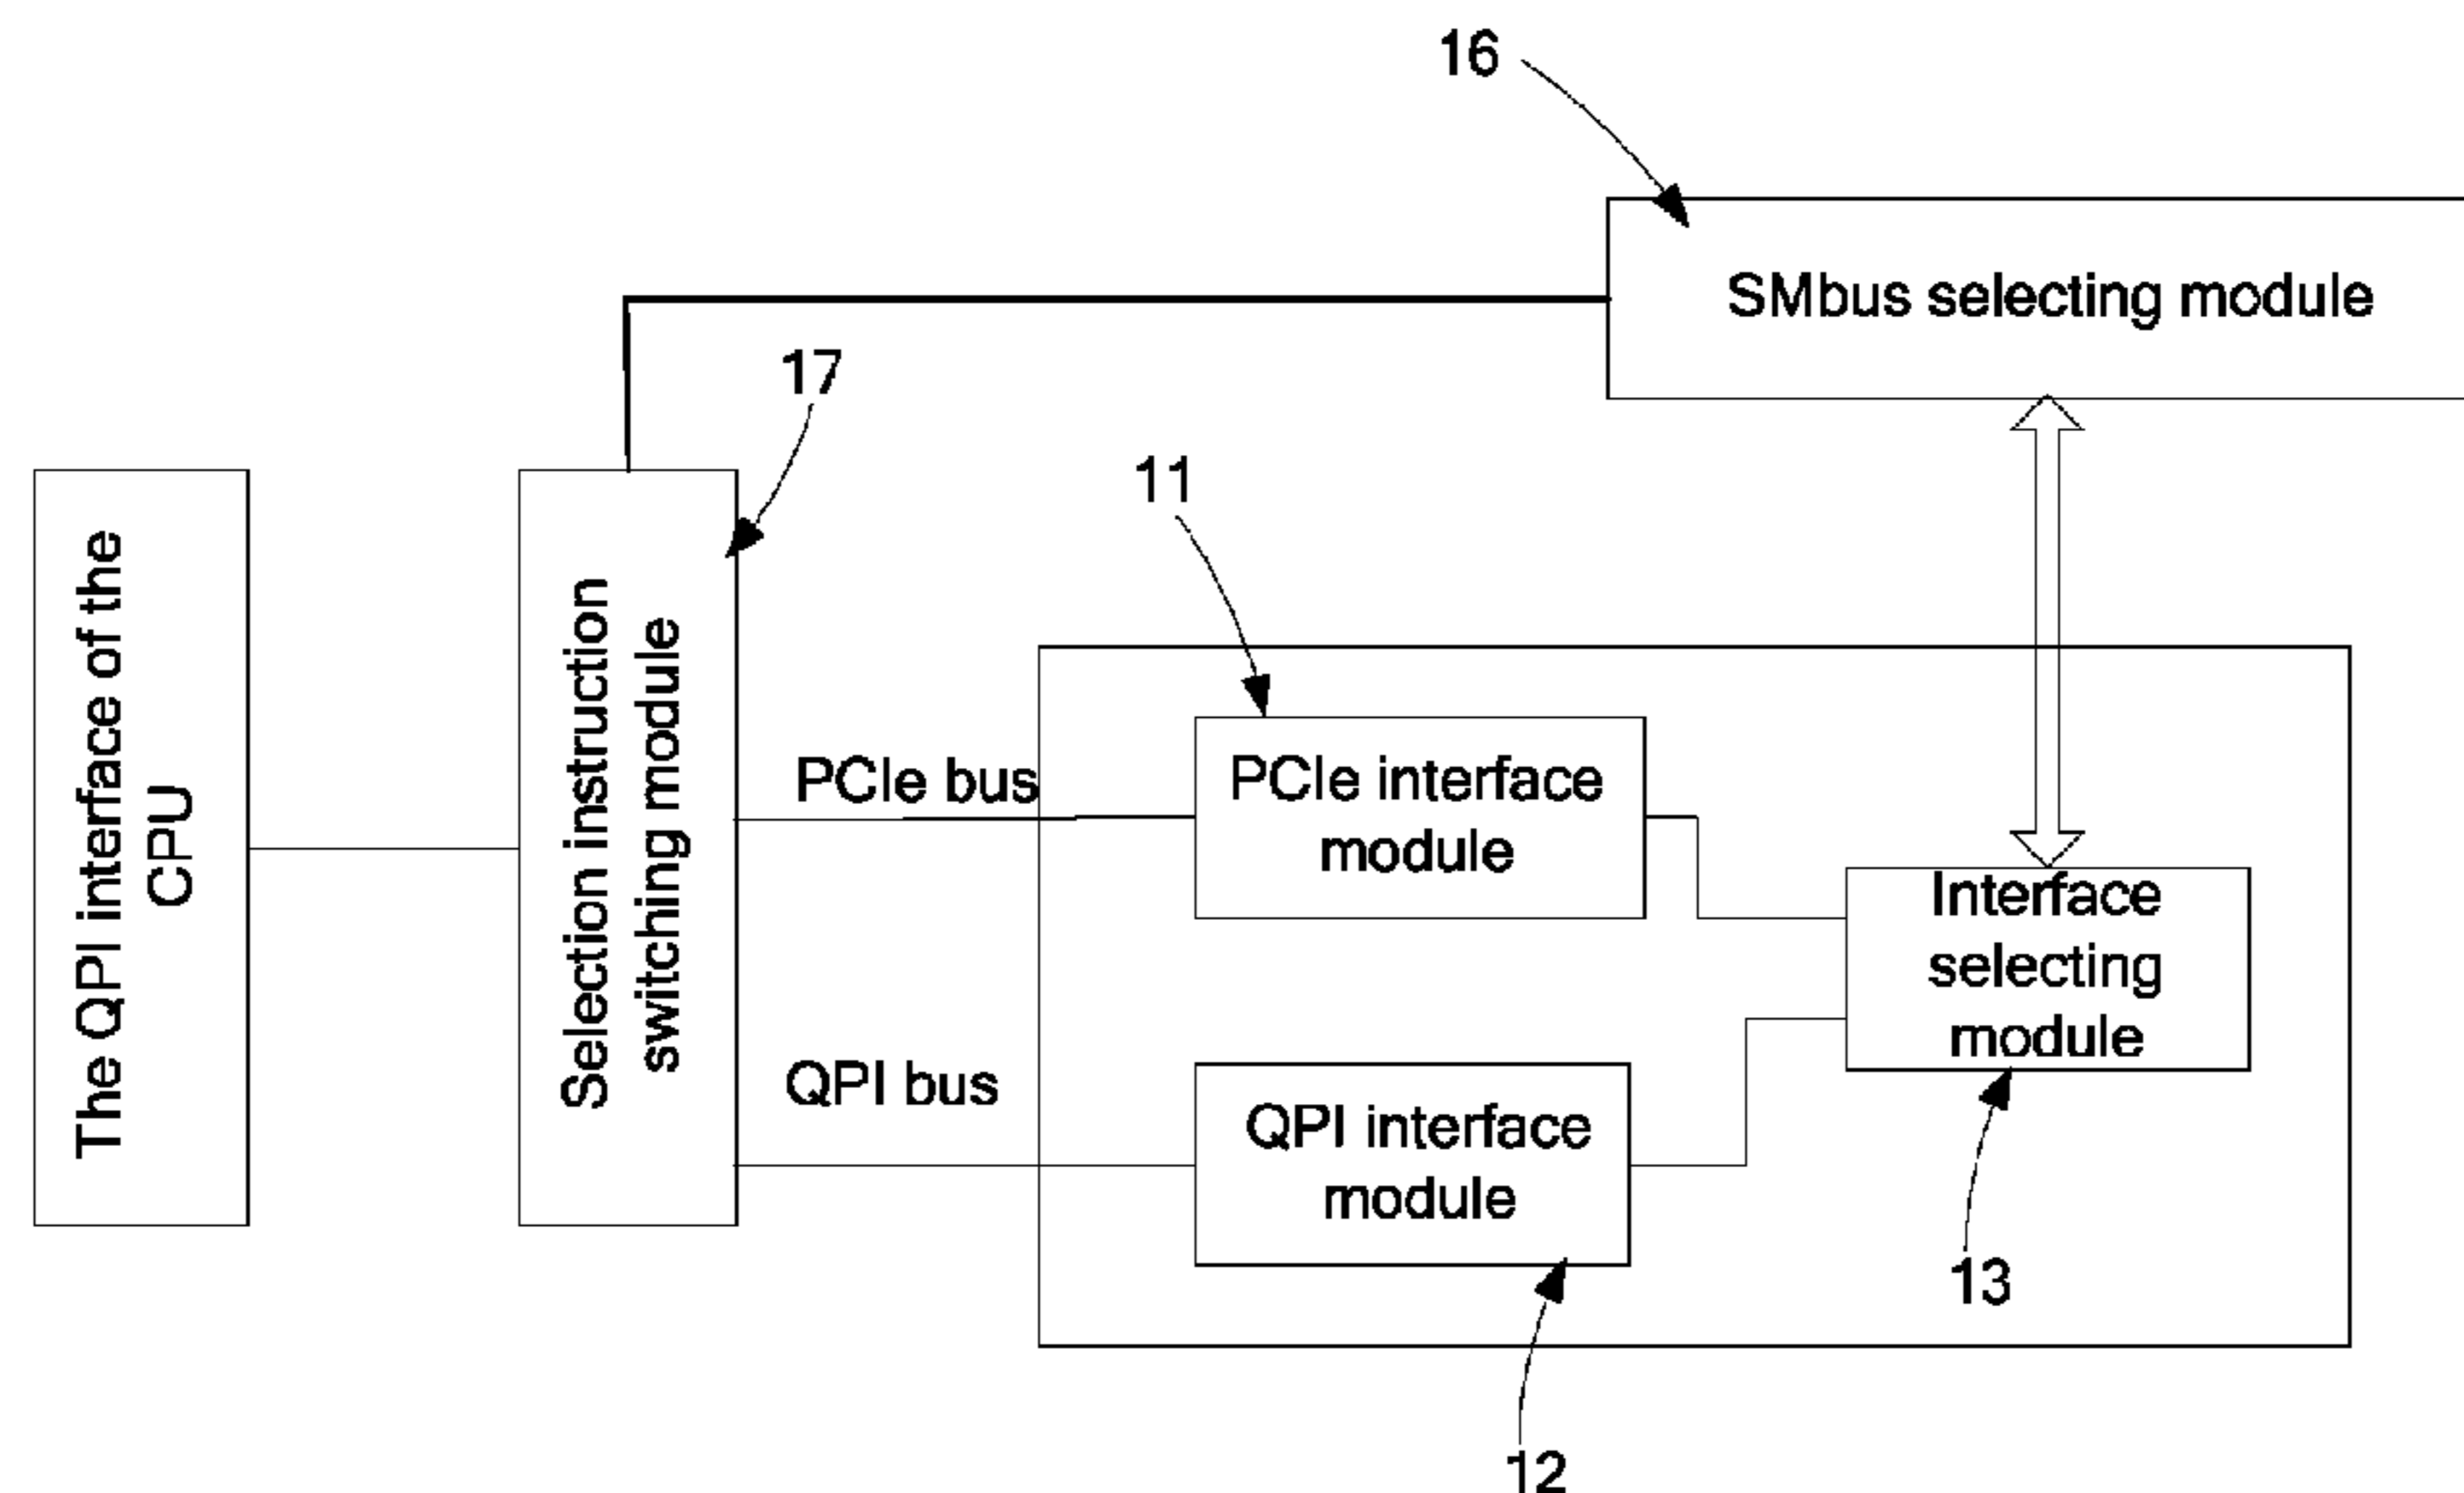 16
SMbus selecting module
17
11
The QPI interface of the
CPU
Selection instruction
switching module
PCIe bus
PCIe interface
module
Interface
selecting
module
QPI bus
QPI interface
module
13
12